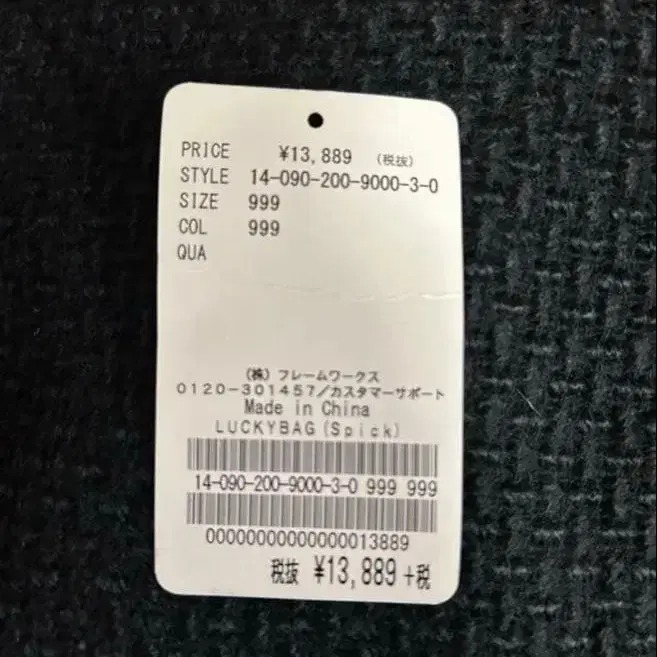 PRICE ¥13,889 (税抜)
STYLE 14-090-200-9000-3-0
SIZE 999
COL 999
QUA
(株) フレームワークス
0120-301457/カスタマーサポート
Made in China
LUCKYBAG(Spick)
14-090-200-9000-3-0 999 999
00000000000000013889
税抜 ¥13,889+税